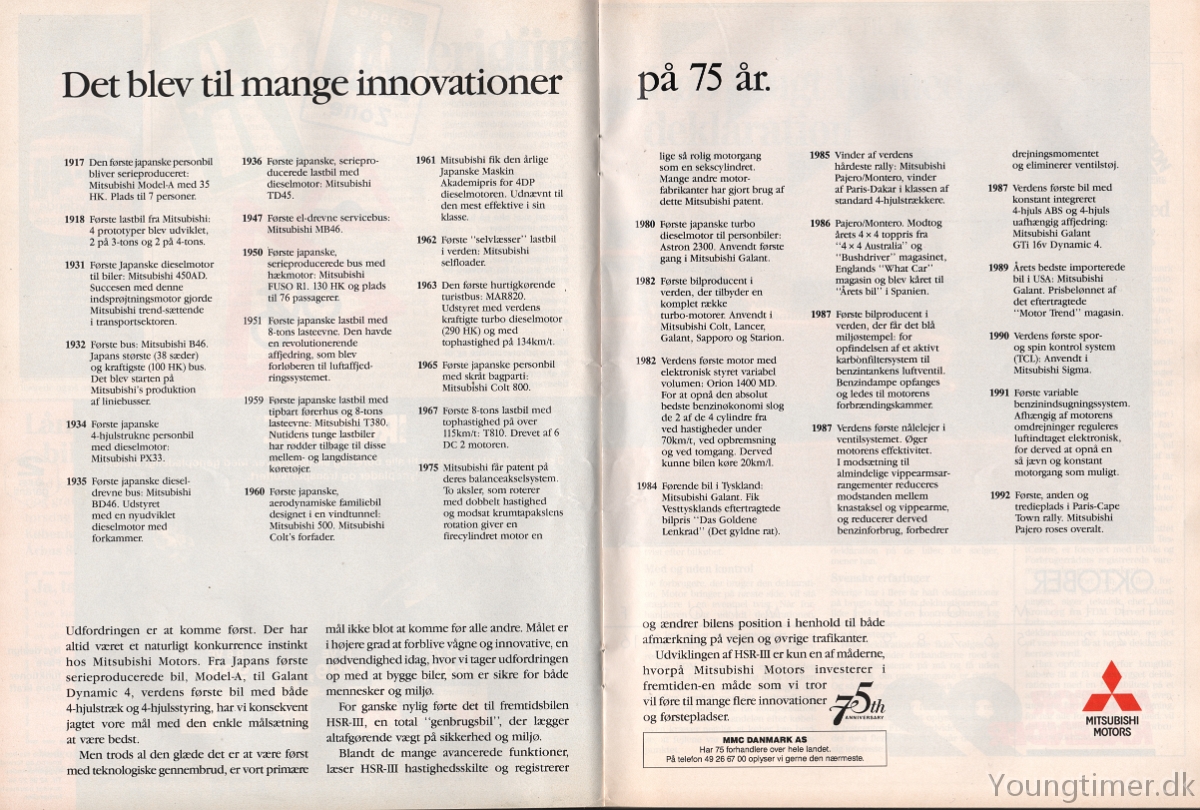 Det blev til mange innovationer på 75 år.
1917 Den første japanske personbil
bliver serieproduceret:
Mitsubishi Model-A med 35
HK. Plads til 7 personer.
1918 Første lastbil fra Mitsubishi:
4 prototyper blev udviklet,
2 på 3-tons og 2 på 4-tons.
1931 Første Japanske dieselmotor
til biler: Mitsubishi 450AD.
Succesen med denne
indsprøjtningsmotor gjorde
Mitsubishi trend-sættende
i transportsektoren.
1932 Første bus: Mitsubishi B46.
Japans største (38 sæder)
og kraftigste (100 HK) bus.
Det blev starten på
Mitsubishi's produktion
af liniebusser.
1934 Første japanske
4-hjulstrukne personbil
med dieselmotor:
Mitsubishi PX33.
1935 Første japanske diesel-
drevne bus: Mitsubishi
BD46. Udstyret
med en nyudviklet
dieselmotor med
forkammer.
1936 Første japanske, seriepro-
ducerede lastbil med
dieselmotor: Mitsubishi
TD45.
1947 Første el-drevne servicebus:
Mitsubishi MB46.
1950 Første japanske,
serieproducerede bus med
hækmotor: Mitsubishi
FUSO R1. 130 HK og plads
til 76 passagerer.
1951 Første japanske lastbil med
8-tons lasteevne. Den havde
en revolutionerende
affjedring, som blev
forløberen til luftaffjed-
ringssystemet.
1959 Første japanske lastbil med
tipbart førerhus og 8-tons
lasteevne: Mitsubishi T380.
Nutidens tunge lastbiler
har rødder tilbage til disse
mellem- og langdistance
køretøjer.
1960 Første japanske,
aerodynamiske familiebil
designet i en vindtunnel:
Mitsubishi 500. Mitsubishi
Colt's forfader.
1961 Mitsubishi fik den årlige
Japanske Maskin
Akademipris for 4DP
dieselmotoren. Udnævnt til
den mest effektive i sin
klasse.
1962 Første "selvlæsser" lastbil
i verden: Mitsubishi
selfloader.
1963 Den første hurtigkørende
turistbus: MAR820.
Udstyret med verdens
kraftigte turbo dieselmotor
(290 HK) og med
tophastighed på 134km/t.
1965 Første japanske personbil
med skråt bagparti:
Mitsubishi Colt 800.
1967 Første 8-tons lastbil med
tophastighed på over
115km/t: T810. Drevet af 6
DC 2 motoren.
1975 Mitsubishi får patent på
deres balanceakselsystem.
To aksler, som roterer
med dobbelt hastighed
og modsat krumtapakslens
rotation giver en
firecylindret motor en
lige så rolig motorgang
som en sekscylindret.
Mange andre motor-
fabrikanter har gjort brug af
dette Mitsubishi patent.
1980 Første japanske turbo
dieselmotor til personbiler:
Astron 2300. Anvendt første
gang i Mitsubishi Galant.
1982 Første bilproducent i
verden, der tilbyder en
komplet række
turbo-motorer. Anvendt i
Mitsubishi Colt, Lancer,
Galant, Sapporo og Starion.
1982 Verdens første motor med
elektronisk styret variabel
volumen: Orion 1400 MD.
For at opnå den absolut
bedste benzinøkonomi slog
de 2 af de 4 cylindre fra
ved hastigheder under
70km/t, ved opbremsning
og ved tomgang. Derved
kunne bilen køre 20km/l.
1984 Førende bil i Tyskland:
Mitsubishi Galant. Fik
Vesttysklands eftertragtede
bilpris "Das Goldene
Lenkrad" (Det gyldne rat).
1985 Vinder af verdens
hårdeste rally: Mitsubishi
Pajero/Montero, vinder
af Paris-Dakar i klassen af
standard 4-hjulstrækkere.
1986 Pajero/Montero. Modtog
årets 4 × 4 toppris fra
"4 × 4 Australia" og
"Bushdriver" magasinet,
Englands "What Car"
magasin og blev kåret til
"Årets bil" i Spanien.
1987 Første bilproducent i
verden, der får det blå
miljøstempel: for
opfindelsen af et aktivt
karbonfiltersystem til
benzintankens luftventil.
Benzindampe opfanges
og ledes til motorens
forbrændingskammer.
1987 Verdens første nålelejer i
ventilsystemet. Øger
motorens effektivitet.
I modsætning til
almindelige vippearmsar-
rangementer reduceres
modstanden mellem
knastaksel og vippearme,
og reducerer derved
benzinforbrug, forbedrer
drejningsmomentet
og eliminerer ventilstøj.
1987 Verdens første bil med
konstant integreret
4-hjuls ABS og 4-hjuls
uafhængig affjedring:
Mitsubishi Galant
GTi 16v Dynamic 4.
1989 Årets bedste importerede
bil i USA: Mitsubishi
Galant. Prisbelønnet af
det eftertragtede
"Motor Trend" magasin.
1990 Verdens første spor-
og spin kontrol system
(TCL): Anvendt i
Mitsubishi Sigma.
1991 Første variable
benzinindsugningssystem.
Afhængig af motorens
omdrejninger reguleres
luftindtaget elektronisk,
for derved at opnå en
så jævn og konstant
motorgang som muligt.
1992 Første, anden og
tredieplads i Paris-Cape
Town rally. Mitsubishi
Pajero roses overalt.
Udfordringen er at komme først. Der har
altid været et naturligt konkurrence instinkt
hos Mitsubishi Motors. Fra Japans første
serieproducerede bil, Model-A, til Galant
Dynamic 4, verdens første bil med både
4-hjulstræk og 4-hjulsstyring, har vi konsekvent
jagtet vore mål med den enkle målsætning
at være bedst.
Men trods al den glæde det er at være først
med teknologiske gennembrud, er vort primære
mål ikke blot at komme før alle andre. Målet er
i højere grad at forblive vågne og innovative, en
nødvendighed idag, hvor vi tager udfordringen
op med at bygge biler, som er sikre for både
mennesker og miljø.
For ganske nylig førte det til fremtidsbilen
HSR-III, en total "genbrugsbil", der lægger
altafgørende vægt på sikkerhed og miljø.
Blandt de mange avancerede funktioner,
læser HSR-III hastighedsskilte og registrerer
og ændrer bilens position i henhold til både
afmærkning på vejen og øvrige trafikanter.
Udviklingen af HSR-III er kun en af måderne,
hvorpå Mitsubishi Motors investerer i
fremtiden-en måde som vi tror
vil føre til mange flere innovationer
og førstepladser.
75th
ANNIVERSARY
MMC DANMARK AS
Har 75 forhandlere over hele landet.
På telefon 49 26 67 00 oplyser vi gerne den nærmeste.
MITSUBISHI
MOTORS
Youngtimer.dk